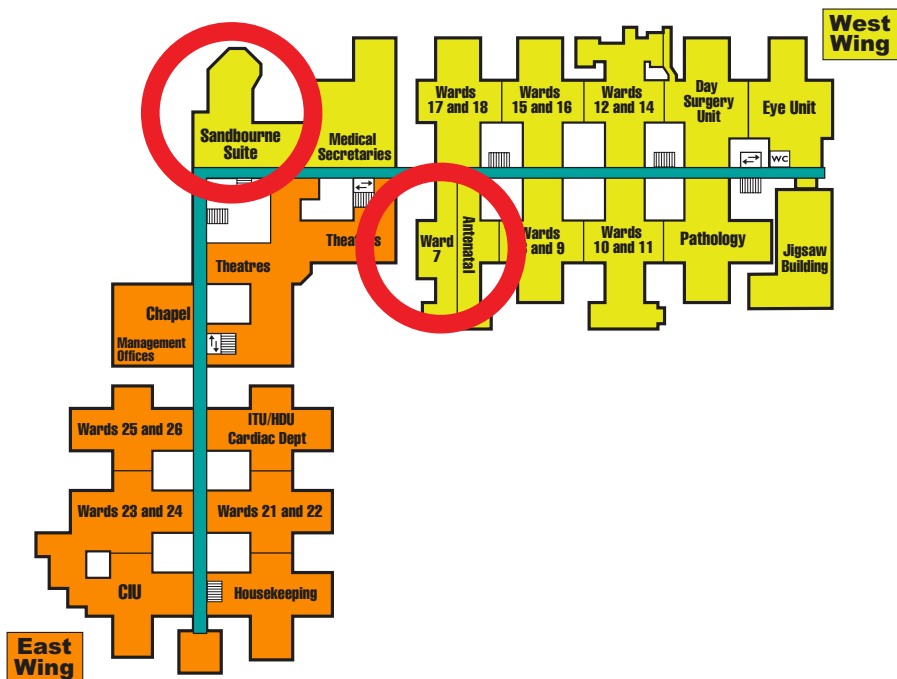 West
Wing
Wards
17 and 18
Wards
15 and 16
Wards
12 and 14
Day
Surgery
Unit
Eye Unit
Sandbourne
Suite
Medical
Secretaries
WC
Ward
7
Antenatal
Wards
and 9
Wards
10 and 11
Pathology
Jigsaw
Building
Theatres
Theatres
Chapel
Management
Offices
Wards 25 and 26
ITU/HDU
Cardiac Dept
Wards 23 and 24
Wards 21 and 22
CIU
Housekeeping
East
Wing